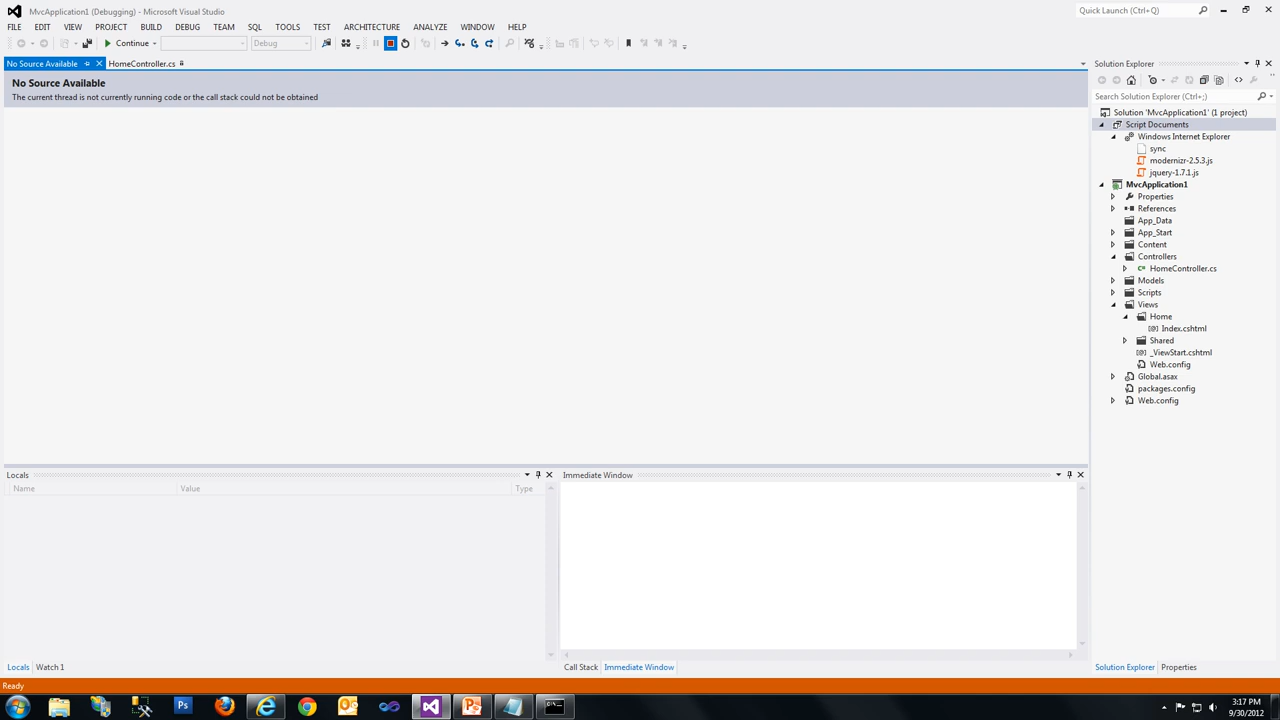 MvcApplication1 (Debugging) - Microsoft Visual Studio
Quick Launch (Ctrl+Q)
FILE EDIT VIEW PROJECT BUILD DEBUG TEAM SQL TOOLS TEST ARCHITECTURE ANALYZE WINDOW HELP
Continue Debug
No Source Available HomeController.cs
No Source Available
The current thread is not currently running code or the call stack could not be obtained
Solution Explorer
Search Solution Explorer (Ctrl+;)
Solution 'MvcApplication1' (1 project)
Script Documents
Windows Internet Explorer
sync
modernizr-2.5.3.js
jquery-1.7.1.js
MvcApplication1
Properties
References
App_Data
App_Start
Content
Controllers
C# HomeController.cs
Models
Scripts
Views
Home
[@] Index.cshtml
Shared
[@] _ViewStart.cshtml
Web.config
Global.asax
packages.config
Web.config
Locals
Name Value Type
Immediate Window
Locals Watch 1
Call Stack Immediate Window
Solution Explorer Properties
Ready
Ps
3:17 PM
9/30/2012